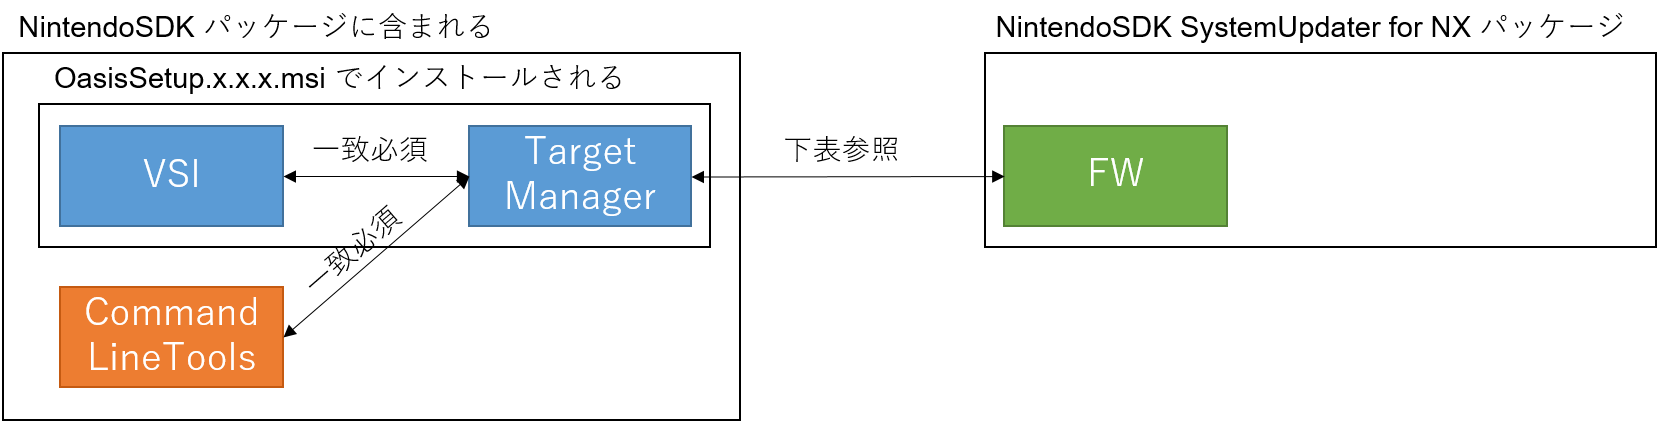 NintendoSDK パッケージに含まれる
NintendoSDK SystemUpdater for NX パッケージ
OasisSetup.x.x.x.msi でインストールされる
VSI
一致必須
Target
Manager
下表参照
FW
一致必須
Command
LineTools